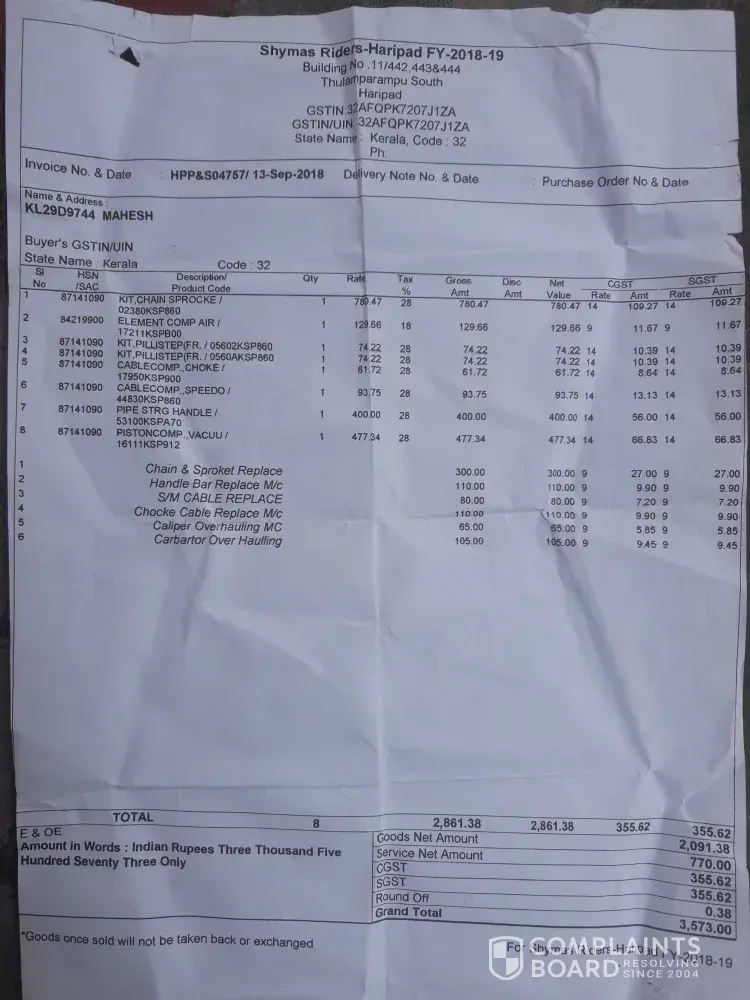 Shymas Riders-Haripad FY-2018-19
Building No .11/442,443&444
Thulamparampu South
Haripad
GSTIN:32AFQPK7207J1ZA
GSTIN/UIN: 32AFQPK7207J1ZA
State Name : Kerala, Code : 32
Ph:
Invoice No. & Date : HPP&S04757/ 13-Sep-2018 Delivery Note No. & Date : Purchase Order No & Date
Name & Address :
KL29D9744 MAHESH
Buyer's GSTIN/UIN :
State Name : Kerala Code : 32
Sl No HSN /SAC Description/ Product Code Qty Rate Tax % Gross Amt Disc Amt Net Value CGST Rate Amt SGST Rate Amt
1 87141090 KIT,CHAIN SPROCKE / 1 780.47 28 780.47 780.47 14 109.27 14 109.27
02380KSP860
2 84219900 ELEMENT COMP AIR / 1 129.66 18 129.66 129.66 9 11.67 9 11.67
17211KSPB00
3 87141090 KIT,PILLISTEP(FR. / 05602KSP860 1 74.22 28 74.22 74.22 14 10.39 14 10.39
4 87141090 KIT,PILLISTEP(FR. / 0560AKSP860 1 74.22 28 74.22 74.22 14 10.39 14 10.39
5 87141090 CABLECOMP.,CHOKE / 1 61.72 28 61.72 61.72 14 8.64 14 8.64
17950KSP900
6 87141090 CABLECOMP.,SPEEDO / 1 93.75 28 93.75 93.75 14 13.13 14 13.13
44830KSP860
7 87141090 PIPE STRG HANDLE / 1 400.00 28 400.00 400.00 14 56.00 14 56.00
53100KSPA70
8 87141090 PISTONCOMP.,VACUU / 1 477.34 28 477.34 477.34 14 66.83 14 66.83
16111KSP912
1 Chain & Sproket Replace 300.00 300.00 9 27.00 9 27.00
2 Handle Bar Replace M/c 110.00 110.00 9 9.90 9 9.90
3 S/M CABLE REPLACE 80.00 80.00 9 7.20 9 7.20
4 Chocke Cable Replace M/c 110.00 110.00 9 9.90 9 9.90
5 Caliper Overhauling MC 65.00 65.00 9 5.85 9 5.85
6 Carbartor Over Haulling 105.00 105.00 9 9.45 9 9.45
TOTAL 8 2,861.38 2,861.38 355.62 355.62
E & OE
Amount in Words : Indian Rupees Three Thousand Five
Hundred Seventy Three Only
Goods Net Amount 2,091.38
Service Net Amount 770.00
CGST 355.62
SGST 355.62
Round Off 0.38
Grand Total 3,573.00
*Goods once sold will not be taken back or exchanged
For Shymas Riders-Haripad FY-2018-19
COMPLAINTS
BOARD RESOLVING
SINCE 2004